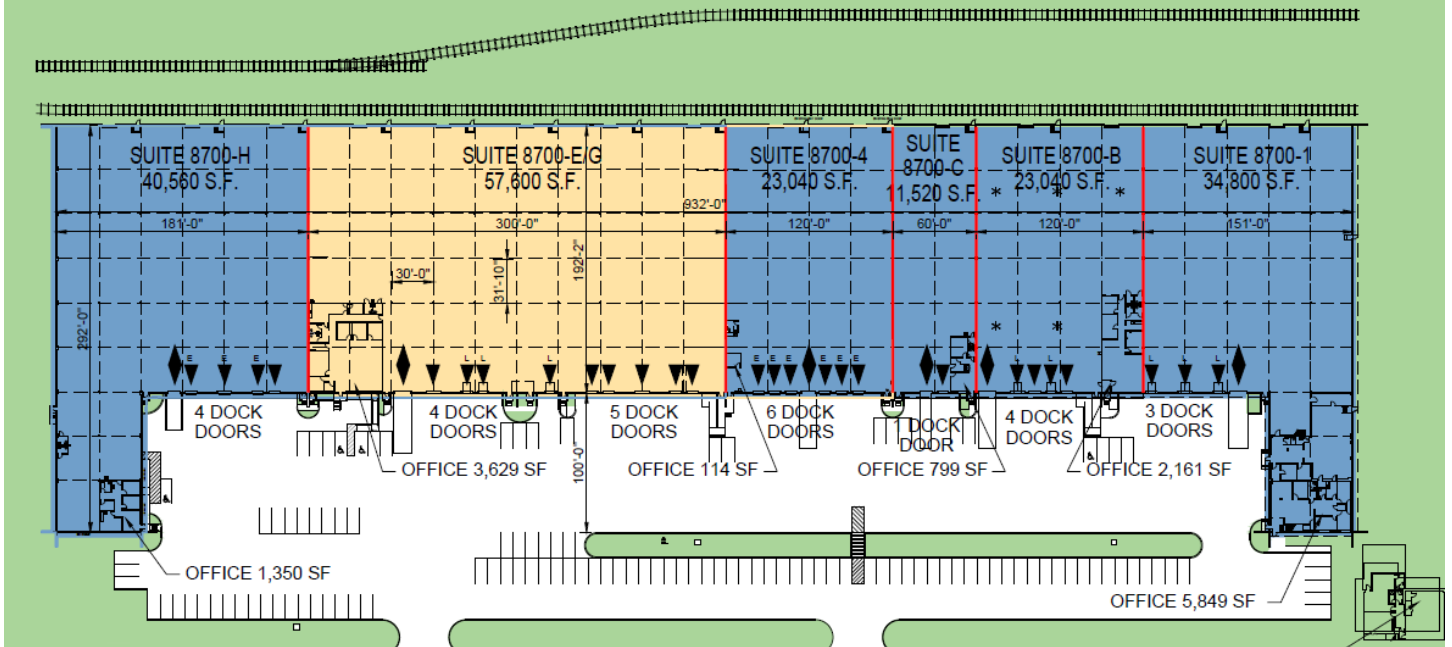 SUITE 8700-H
40,560 S.F.
SUITE 8700-E/G
57,600 S.F.
SUITE 8700-4
23,040 S.F.
SUITE
8700-C
11,520 S.F.
SUITE 8700-B
23,040 S.F.
* * *
SUITE 8700-1
34,800 S.F.
932'-0"
181'-0"
300'-0"
120'-0"
60'-0"
120'-0"
151'-0"
292'-0"
30'-0"
31'-10"
192'-2"
* *
E E E
L L L
E E E E E E
L L L
L L L
4 DOCK
DOORS
4 DOCK
DOORS
5 DOCK
DOORS
6 DOCK
DOORS
1 DOCK
DOOR
4 DOCK
DOORS
3 DOCK
DOORS
100'-0"
OFFICE 3,629 SF
OFFICE 114 SF
OFFICE 799 SF
OFFICE 2,161 SF
OFFICE 1,350 SF
OFFICE 5,849 SF